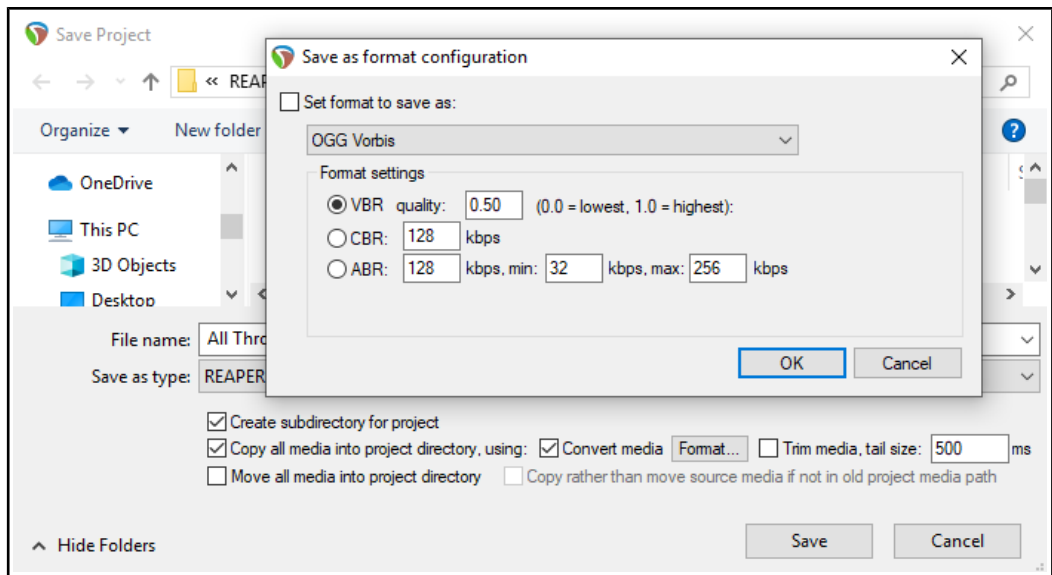 Save Project
Save as format configuration
« REAP
Set format to save as:
Organize
New folder
OGG Vorbis
Format settings
OneDrive
VBR quality: 0.50 (0.0 = lowest, 1.0 = highest):
This PC
CBR: 128 kbps
3D Objects
ABR: 128 kbps, min: 32 kbps, max: 256 kbps
Desktop
File name: All Thro
OK Cancel
Save as type: REAPER
Create subdirectory for project
Copy all media into project directory, using: Convert media Format... Trim media, tail size: 500 ms
Move all media into project directory Copy rather than move source media if not in old project media path
Hide Folders
Save Cancel